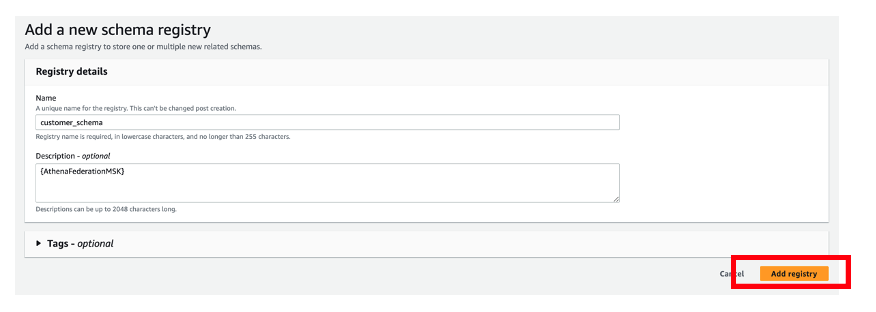 Add a new schema registry
Add a schema registry to store one or multiple new related schemas.
Registry details
Name
A unique name for the registry. This can't be changed post creation.
customer_schema
Registry name is required, in lowercase characters, and no longer than 255 characters.
Description - optional
{AthenaFederationMSK}
Descriptions can be up to 2048 characters long.
Tags - optional
Cancel Add registry